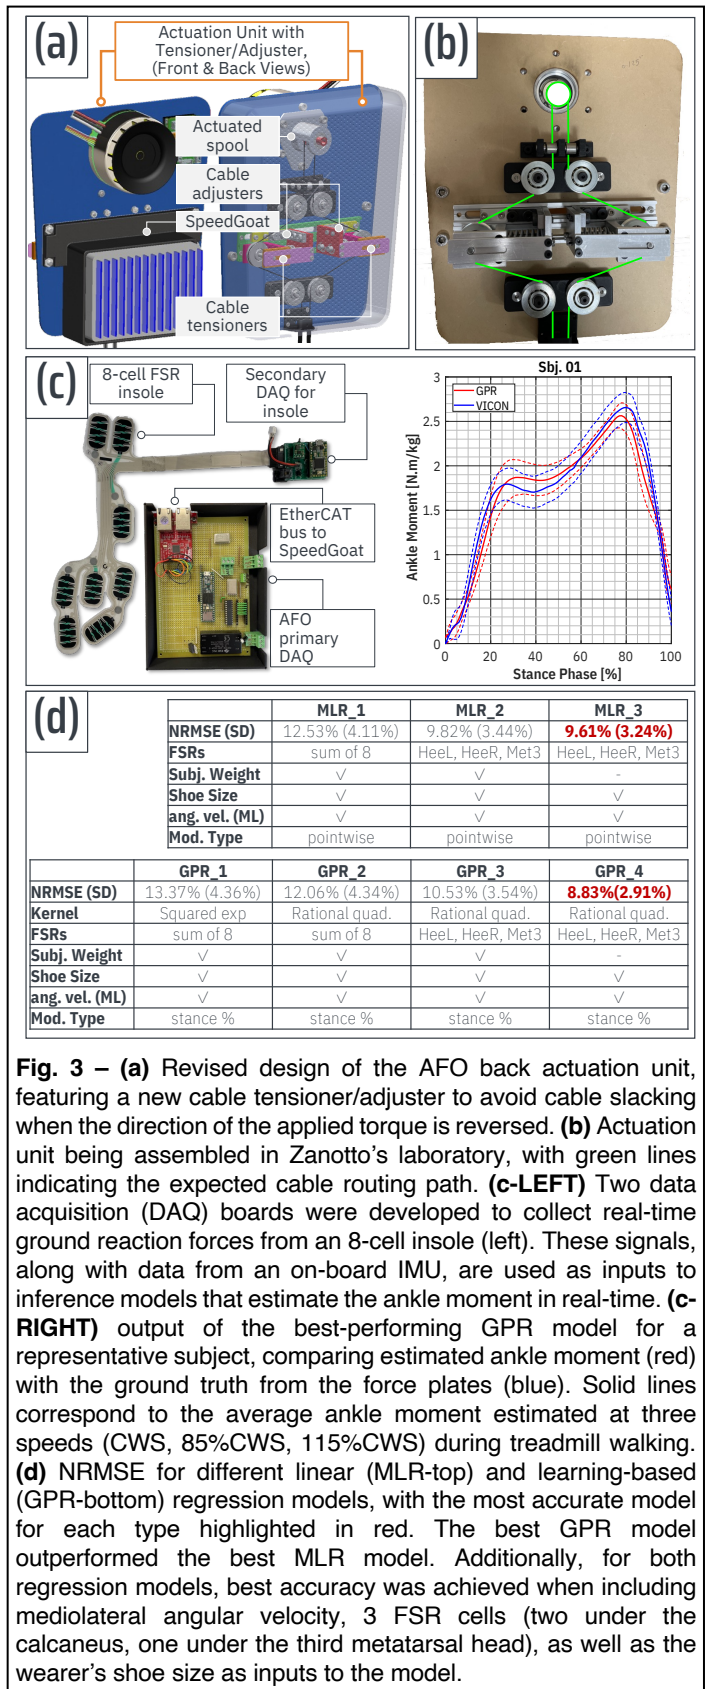 (a)
Actuation Unit with
Tensioner/Adjuster,
(Front & Back Views)
Actuated
spool
Cable
adjusters
SpeedGoat
Cable
tensioners
(b)
(c)
8-cell FSR
insole
Secondary
DAQ for
insole
EtherCAT
bus to
SpeedGoat
AFO
primary
DAQ
Sbj. 01
GPR
VICON
Ankle Moment [N.m/kg]
3
2.5
2
1.5
1
0.5
0
0 20 40 60 80 100
Stance Phase [%]
(d)
MLR_1 MLR_2 MLR_3
NRMSE (SD) 12.53% (4.11%) 9.82% (3.44%) 9.61% (3.24%)
FSRs sum of 8 HeeL, HeeR, Met3 HeeL, HeeR, Met3
Subj. Weight √ √ -
Shoe Size √ √ √
ang. vel. (ML) √ √ √
Mod. Type pointwise pointwise pointwise
GPR_1 GPR_2 GPR_3 GPR_4
NRMSE (SD) 13.37% (4.36%) 12.06% (4.34%) 10.53% (3.54%) 8.83%(2.91%)
Kernel Squared exp Rational quad. Rational quad. Rational quad.
FSRs sum of 8 sum of 8 HeeL, HeeR, Met3 HeeL, HeeR, Met3
Subj. Weight √ √ √ -
Shoe Size √ √ √ √
ang. vel. (ML) √ √ √ √
Mod. Type stance % stance % stance % stance %
Fig. 3 – (a) Revised design of the AFO back actuation unit,
featuring a new cable tensioner/adjuster to avoid cable slacking
when the direction of the applied torque is reversed. (b) Actuation
unit being assembled in Zanotto's laboratory, with green lines
indicating the expected cable routing path. (c-LEFT) Two data
acquisition (DAQ) boards were developed to collect real-time
ground reaction forces from an 8-cell insole (left). These signals,
along with data from an on-board IMU, are used as inputs to
inference models that estimate the ankle moment in real-time. (c-
RIGHT) output of the best-performing GPR model for a
representative subject, comparing estimated ankle moment (red)
with the ground truth from the force plates (blue). Solid lines
correspond to the average ankle moment estimated at three
speeds (CWS, 85%CWS, 115%CWS) during treadmill walking.
(d) NRMSE for different linear (MLR-top) and learning-based
(GPR-bottom) regression models, with the most accurate model
for each type highlighted in red. The best GPR model
outperformed the best MLR model. Additionally, for both
regression models, best accuracy was achieved when including
mediolateral angular velocity, 3 FSR cells (two under the
calcaneus, one under the third metatarsal head), as well as the
wearer's shoe size as inputs to the model.